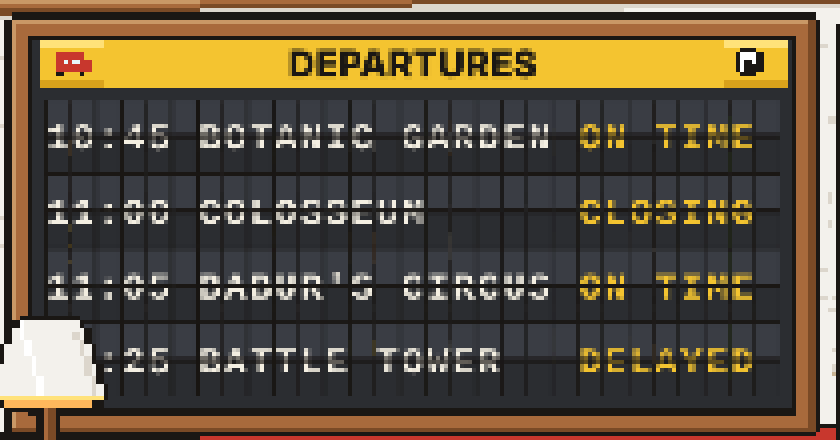 DEPARTURES
10:45 BOTANIC GARDEN ON TIME
11:00 COLOSSEUM CLOSING
11:05 BABUR'S CIRCUS ON TIME
:25 BATTLE TOWER DELAYED